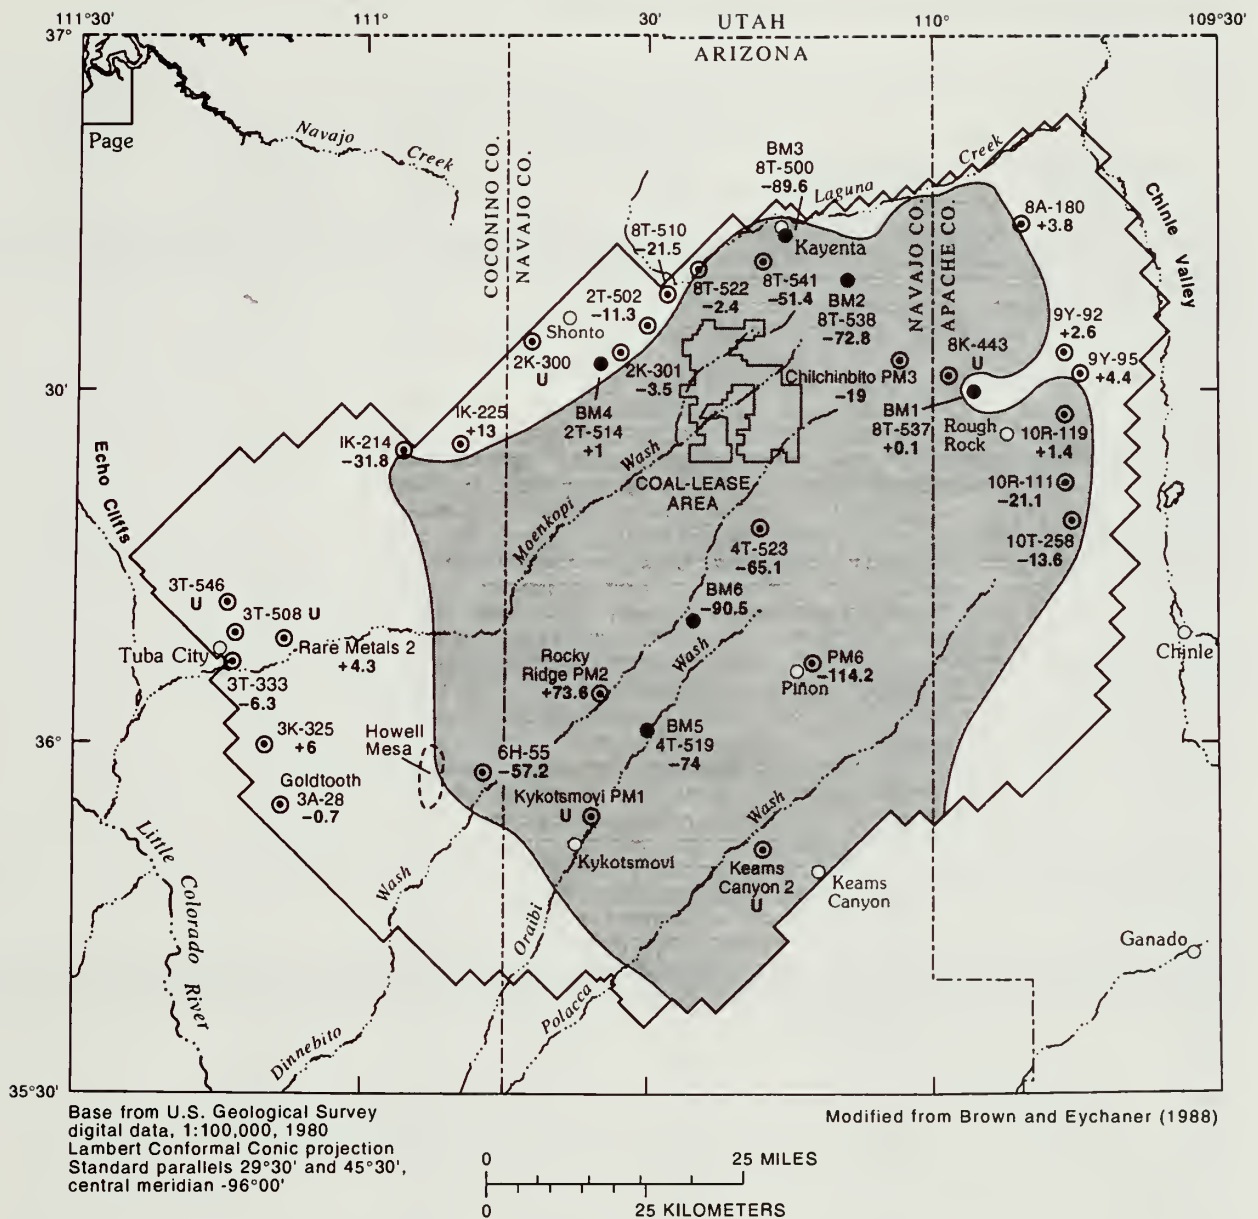 111°30'
111°
30'
UTAH
110°
109°30'
37°
ARIZONA
Page
Navajo
Creek
COCONINO CO.
NAVAJO CO.
BM3
8T-500
-89.6
Laguna
Creek
Chinle Valley
8A-180
+3.8
Kayenta
NAVAJO CO.
APACHE CO.
8T-510
-21.5
8T-522
-2.4
8T-541
-51.4
BM2
8T-538
-72.8
2T-502
-11.3
Shonto
2K-300
U
2K-301
-3.5
9Y-92
+2.6
9Y-95
+4.4
8K-443
U
Chilchinbito PM3
-19
30'
BM4
2T-514
+1
BM1
8T-537
+0.1
Rough
Rock
10R-119
+1.4
IK-225
+13
IK-214
-31.8
Wash
COAL-LEASE
AREA
10R-111
-21.1
Echo Cliffs
Moenkopi
4T-523
-65.1
10T-258
-13.6
3T-546
U
3T-508 U
BM6
-90.5
Tuba City
Rare Metals 2
+4.3
Wash
Chinle
3T-333
-6.3
Rocky
Ridge PM2
+73.6
PM6
-114.2
Piñon
3K-325
+6
Howell
Mesa
BM5
4T-519
-74
36°
6H-55
-57.2
Goldtooth
3A-28
-0.7
Kykotsmovi PM1
U
Wash
Little Colorado River
Kykotsmovi
Keams
Canyon 2
U
Keams
Canyon
Wash
Oraibi
Ganado
Polacca
Dinnebito
35°30'
Base from U.S. Geological Survey
digital data, 1:100,000, 1980
Lambert Conformal Conic projection
Standard parallels 29°30' and 45°30',
central meridian -96°00'
Modified from Brown and Eychaner (1988)
0
25 MILES
0
25 KILOMETERS